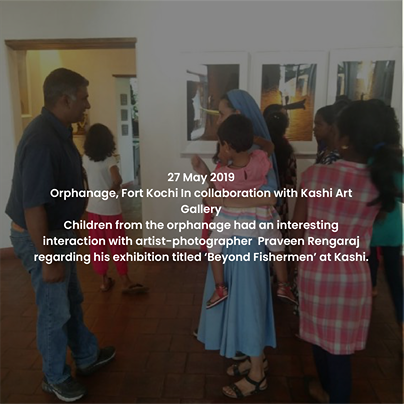 27 May 2019
Orphanage, Fort Kochi In collaboration with Kashi Art
Gallery
Children from the orphanage had an interesting
interaction with artist-photographer  Praveen Rengaraj
regarding his exhibition titled ‘Beyond Fishermen’ at Kashi.